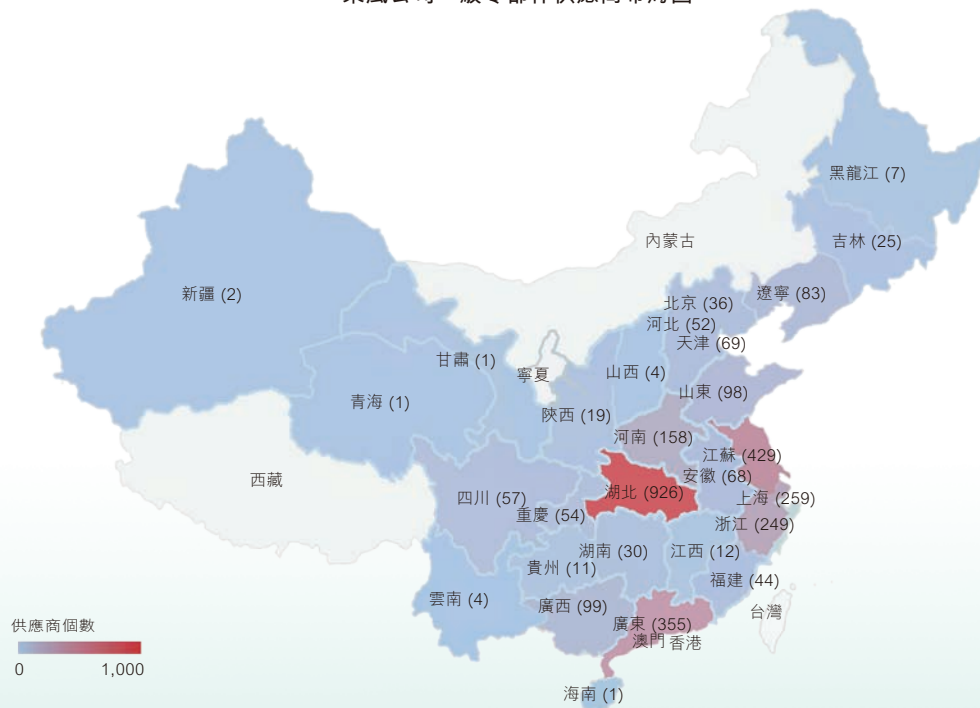 黑龍江 (7)
內蒙古
吉林 (25)
新疆 (2)
北京 (36)
遼寧 (83)
河北 (52)
天津 (69)
甘肅 (1)
寧夏
山西 (4)
山東 (98)
青海 (1)
陝西 (19)
河南 (158)
江蘇 (429)
安徽 (68)
西藏
四川 (57)
湖北 (926)
上海 (259)
重慶 (54)
浙江 (249)
湖南 (30)
江西 (12)
貴州 (11)
福建 (44)
雲南 (4)
廣西 (99)
台灣
廣東 (355)
供應商個數
澳門 香港
0 1,000
海南 (1)